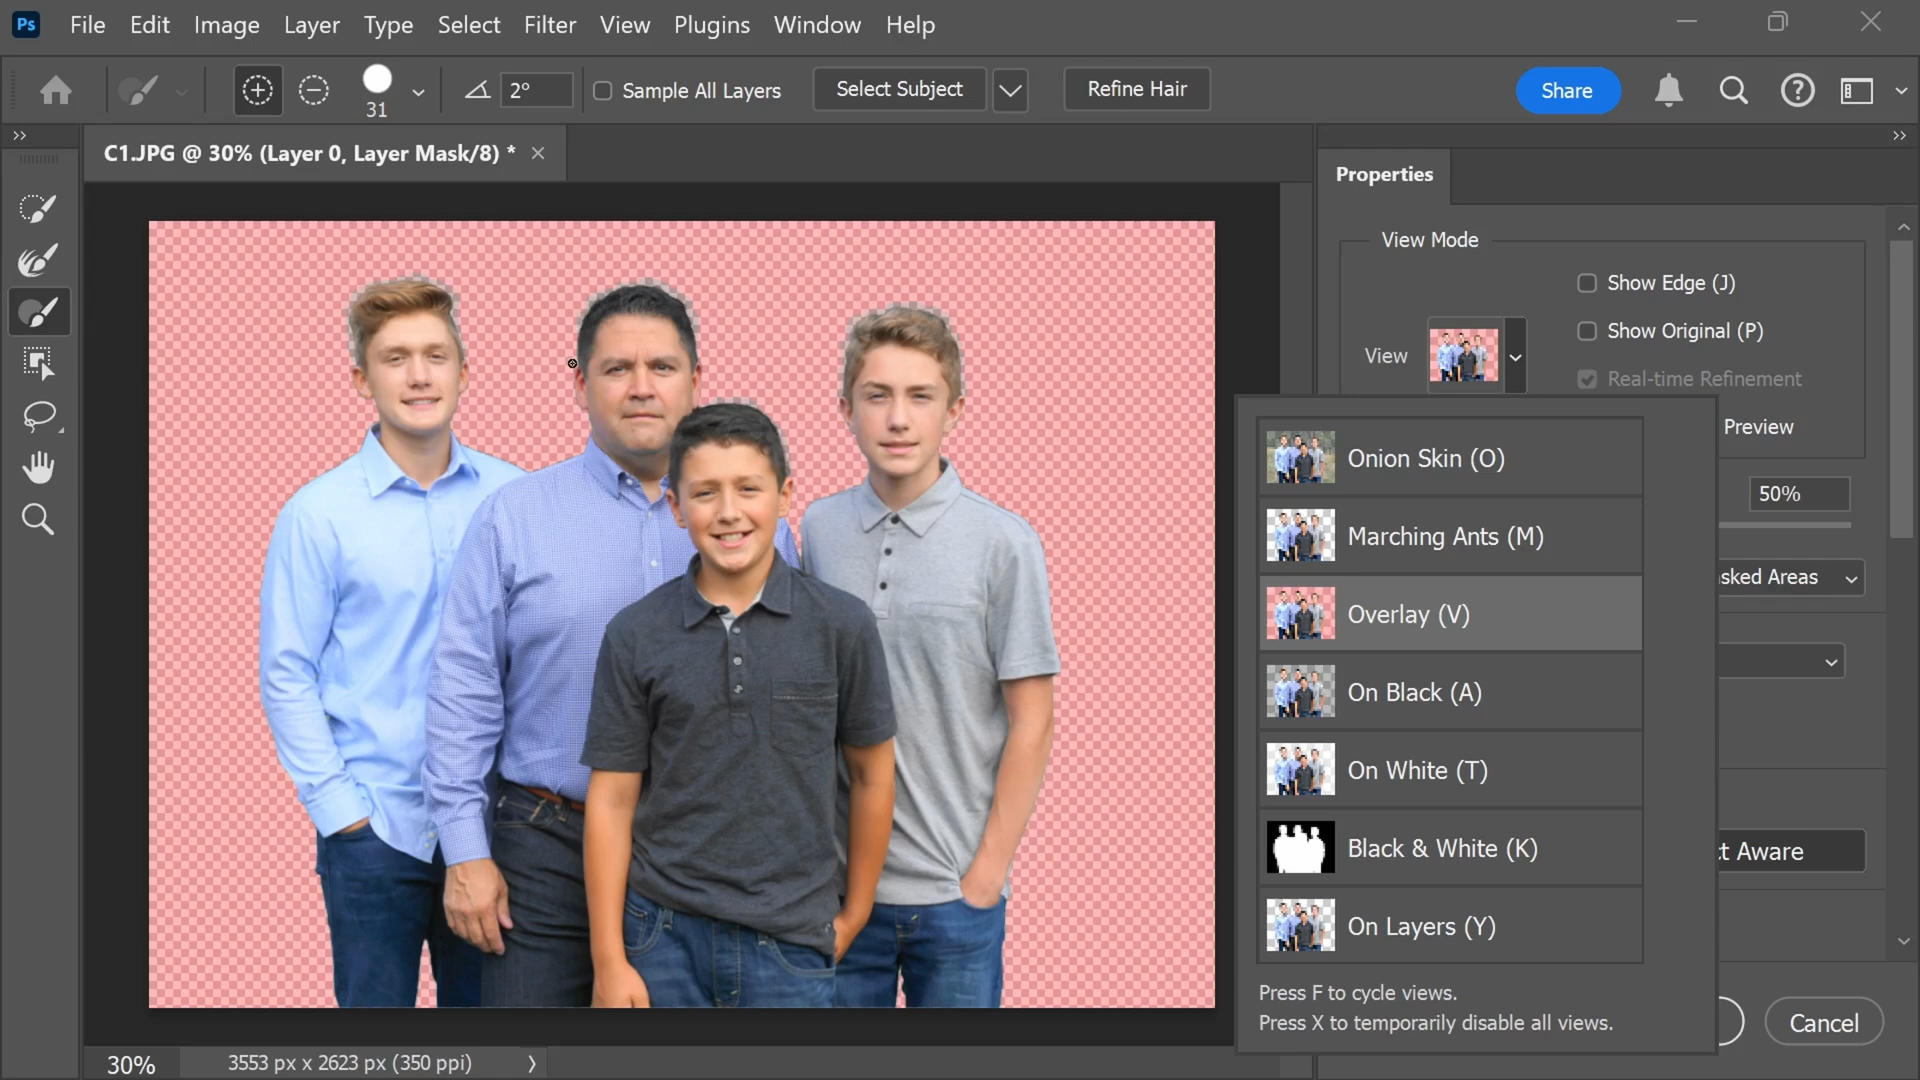 Ps File Edit Image Layer Type Select Filter View Plugins Window Help
31 2° Sample All Layers Select Subject Refine Hair Share
C1.JPG @ 30% (Layer 0, Layer Mask/8) *
Properties
View Mode
Show Edge (J)
Show Original (P)
View
Real-time Refinement
Preview
Onion Skin (O)
50%
Marching Ants (M)
sked Areas
Overlay (V)
On Black (A)
On White (T)
Black & White (K)
t Aware
On Layers (Y)
Press F to cycle views.
Press X to temporarily disable all views.
Cancel
30% 3553 px x 2623 px (350 ppi)